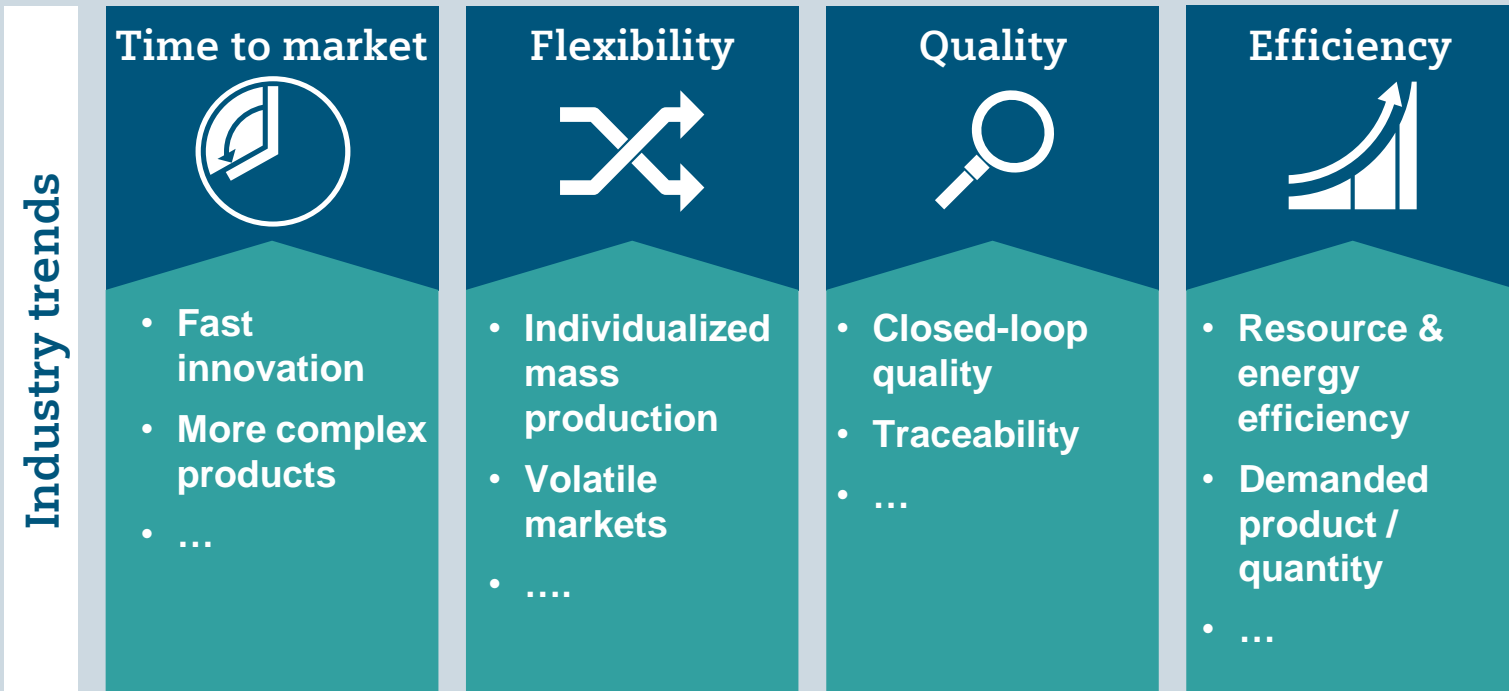 Industry trends
Time to market
• Fast
innovation
• More complex
products
• …
Flexibility
• Individualized
mass
production
• Volatile
markets
• ….
Quality
• Closed-loop
quality
• Traceability
• …
Efficiency
• Resource &
energy
efficiency
• Demanded
product /
quantity
• …